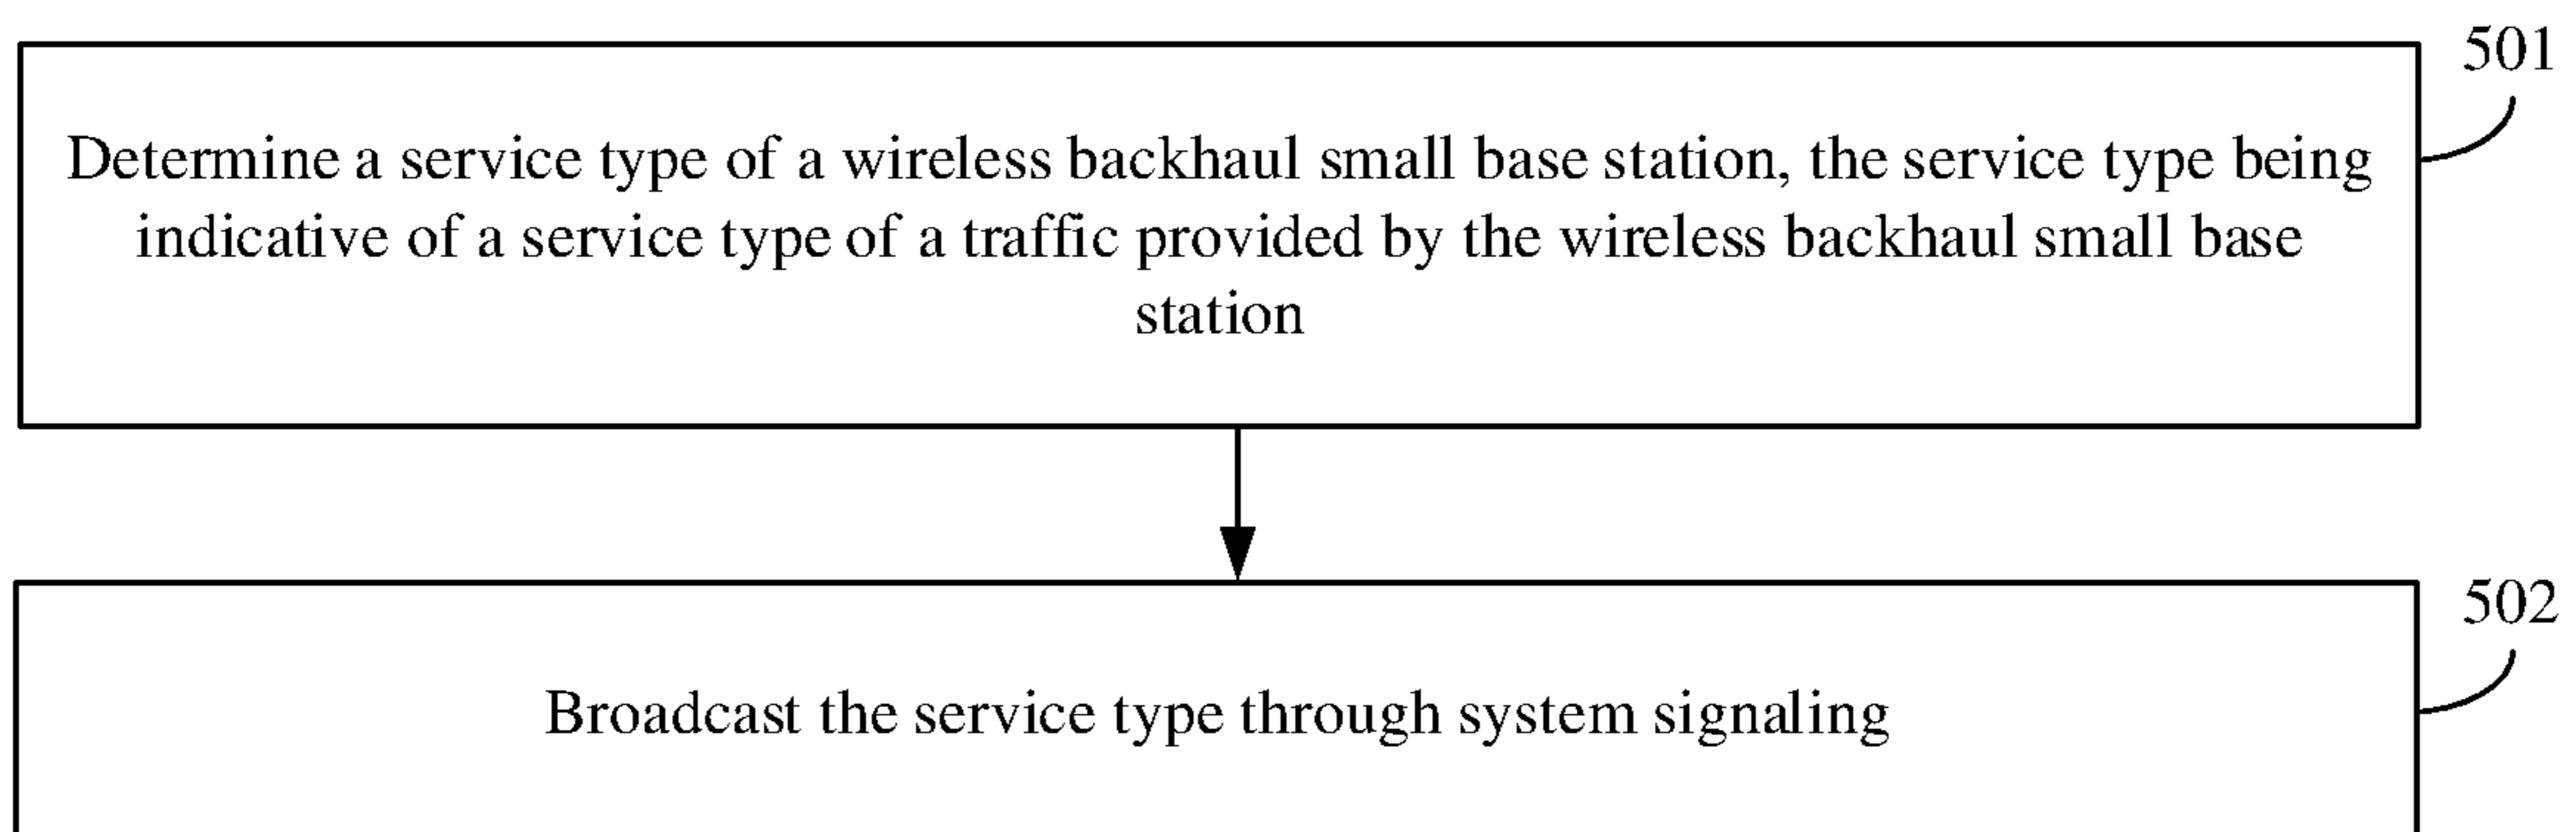 501
Determine a service type of a wireless backhaul small base station, the service type being
indicative of a service type of a traffic provided by the wireless backhaul small base
station
502
Broadcast the service type through system signaling